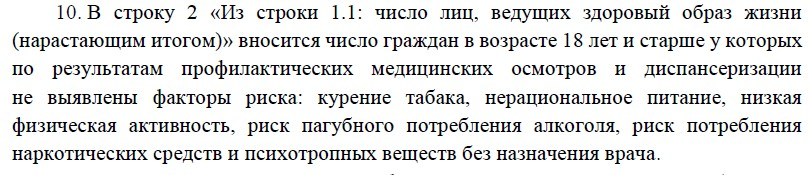 10. В строку 2 «Из строки 1.1: число лиц, ведущих здоровый образ жизни
(нарастающим итогом)» вносится число граждан в возрасте 18 лет и старше у которых
по результатам профилактических медицинских осмотров и диспансеризации
не выявлены факторы риска: курение табака, нерациональное питание, низкая
физическая активность, риск пагубного потребления алкоголя, риск потребления
наркотических средств и психотропных веществ без назначения врача.